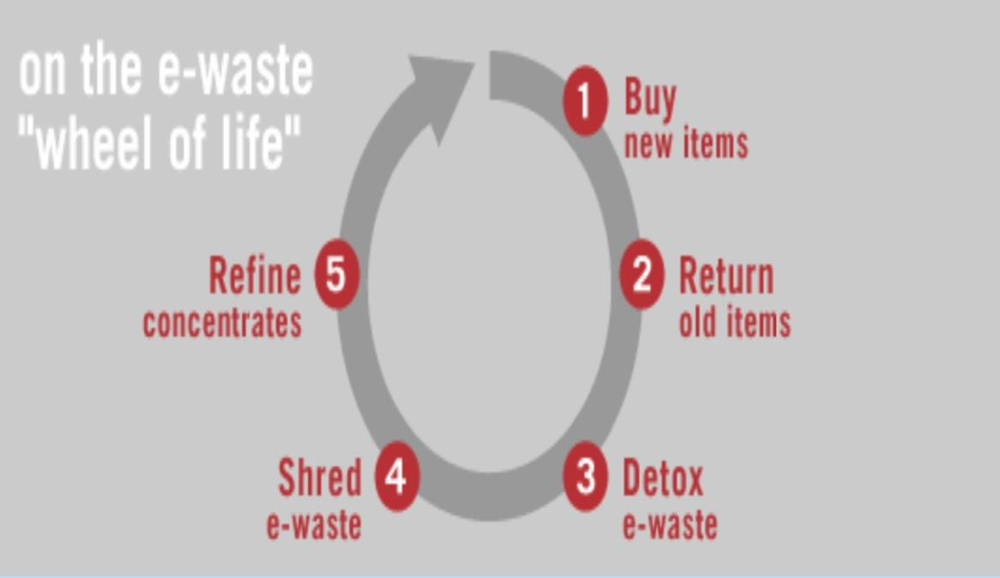 on the e-waste
"wheel of life"
1 Buy
new items
2 Return
old items
3 Detox
e-waste
4 Shred
e-waste
5 Refine
concentrates